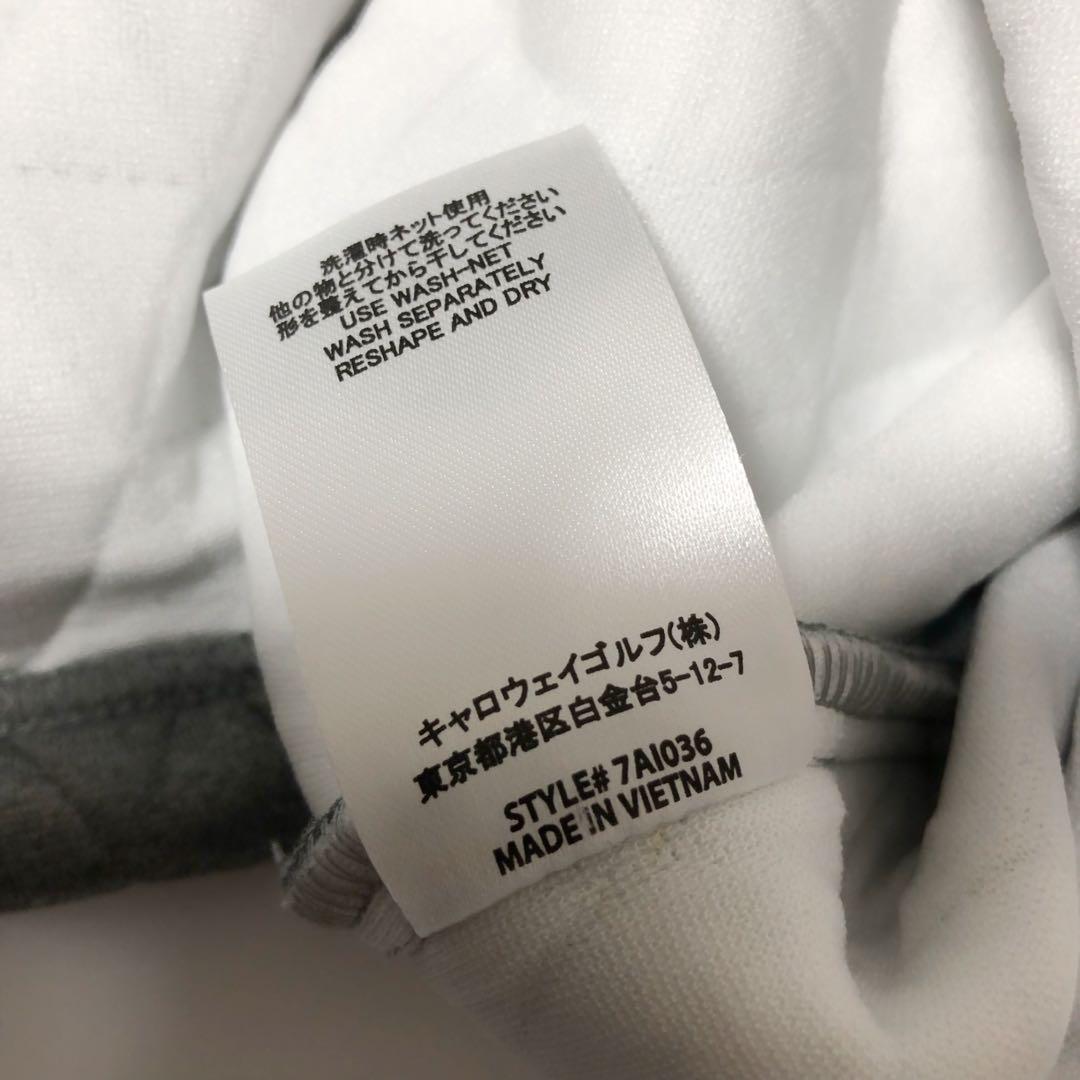 洗濯時ネット使用
他の物と分けて洗ってください
形を整えてから干してください
USE WASH-NET
WASH SEPARATELY
RESHAPE AND DRY
キャロウェイゴルフ(株)
東京都港区白金台5-12-7
STYLE# 7AI036
MADE IN VIETNAM